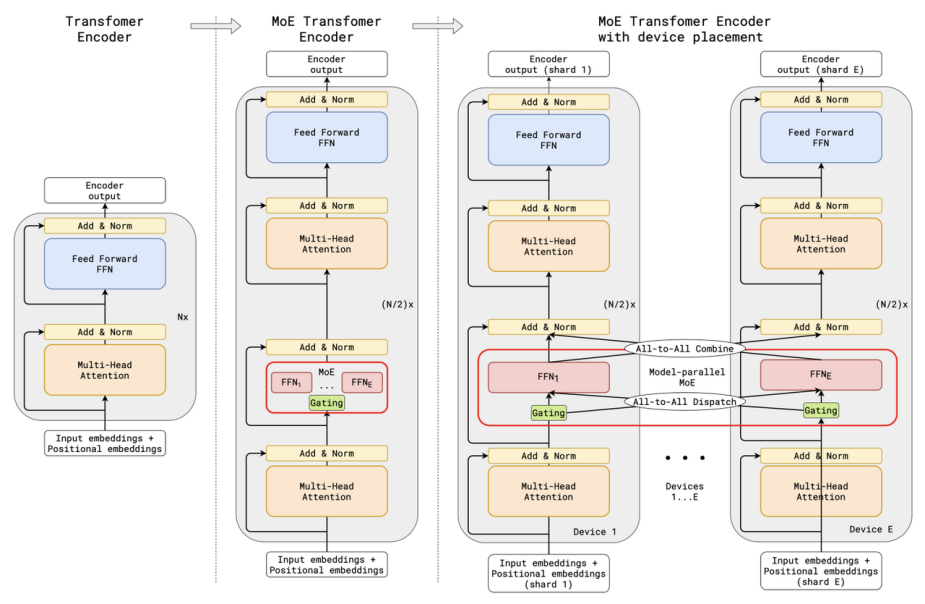 Transfomer
Encoder
Encoder
output
Add & Norm
Feed Forward
FFN
Nx
Add & Norm
Multi-Head
Attention
Input embeddings +
Positional embeddings
MoE Transfomer
Encoder
Encoder
output
Add & Norm
Feed Forward
FFN
Add & Norm
Multi-Head
Attention
(N/2)x
Add & Norm
MoE
FFN1 ... FFNE
Gating
Add & Norm
Multi-Head
Attention
Input embeddings +
Positional embeddings
MoE Transfomer Encoder
with device placement
Encoder
output (shard 1)
Add & Norm
Feed Forward
FFN
Add & Norm
Multi-Head
Attention
(N/2)x
Add & Norm
FFN1
Gating
Add & Norm
Multi-Head
Attention
Device 1
Input embeddings +
Positional embeddings
(shard 1)
All-to-All Combine
Model-parallel
MoE
All-to-All Dispatch
Devices
1...E
Encoder
output (shard E)
Add & Norm
Feed Forward
FFN
Add & Norm
Multi-Head
Attention
(N/2)x
Add & Norm
FFNE
Gating
Add & Norm
Multi-Head
Attention
Device E
Input embeddings +
Positional embeddings
(shard E)